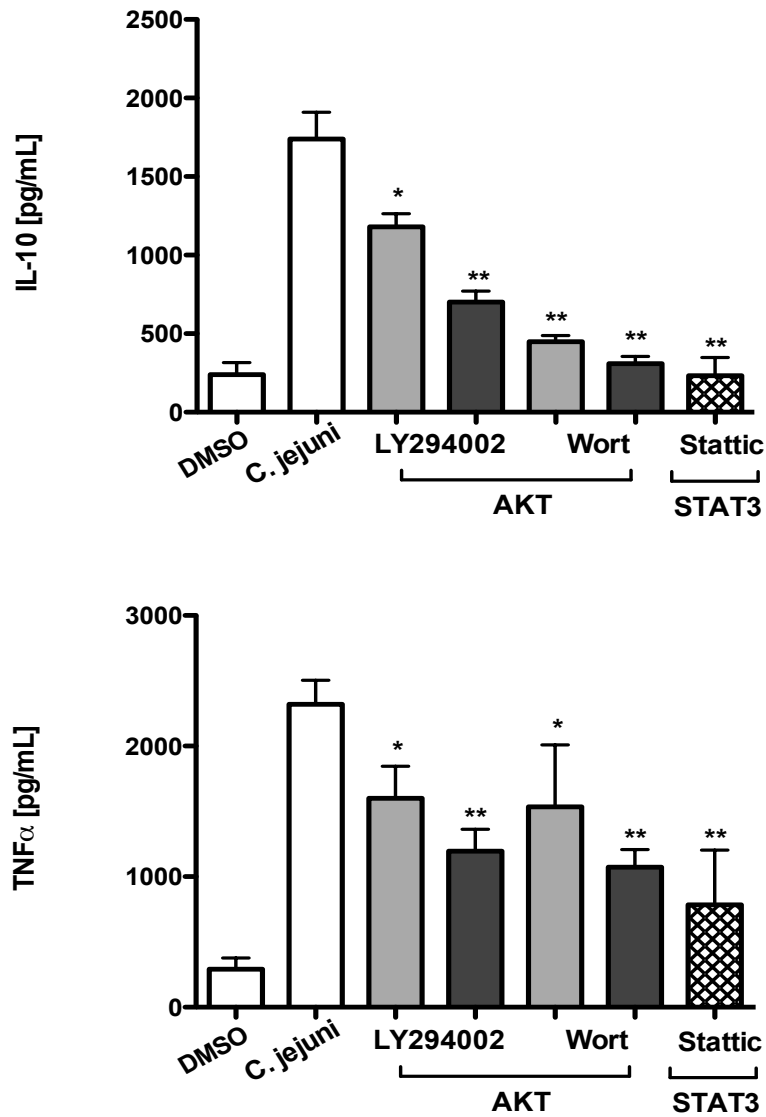 2500
2000
1500
1000
500
0
IL-10 [pg/mL]
*
**
**
**
**
DMSO
C. jejuni
LY294002
Wort
Stattic
AKT
STAT3
3000
2000
1000
0
TNFα [pg/mL]
*
**
*
**
**
DMSO
C. jejuni
LY294002
Wort
Stattic
AKT
STAT3